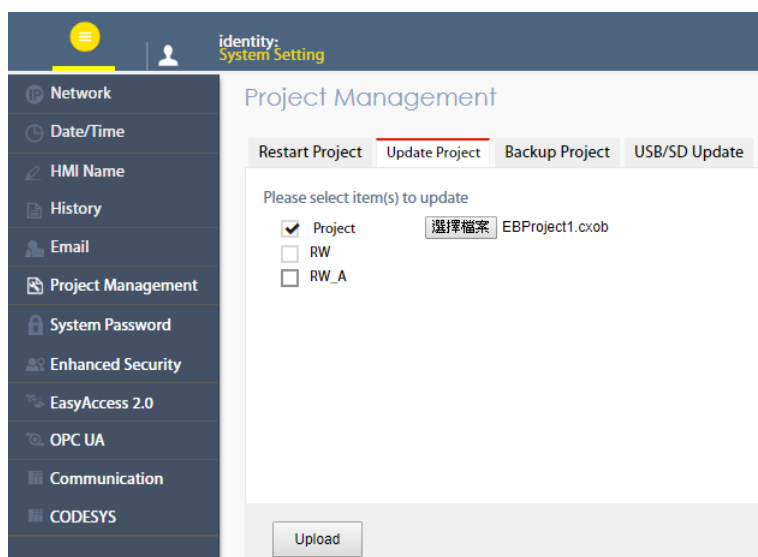 identity:
System Setting
Network
Date/Time
HMI Name
History
Email
Project Management
System Password
Enhanced Security
EasyAccess 2.0
OPC UA
Communication
CODESYS
Project Management
Restart Project Update Project Backup Project USB/SD Update
Please select item(s) to update
Project 選擇檔案 EBProject1.cxob
RW
RW_A
Upload